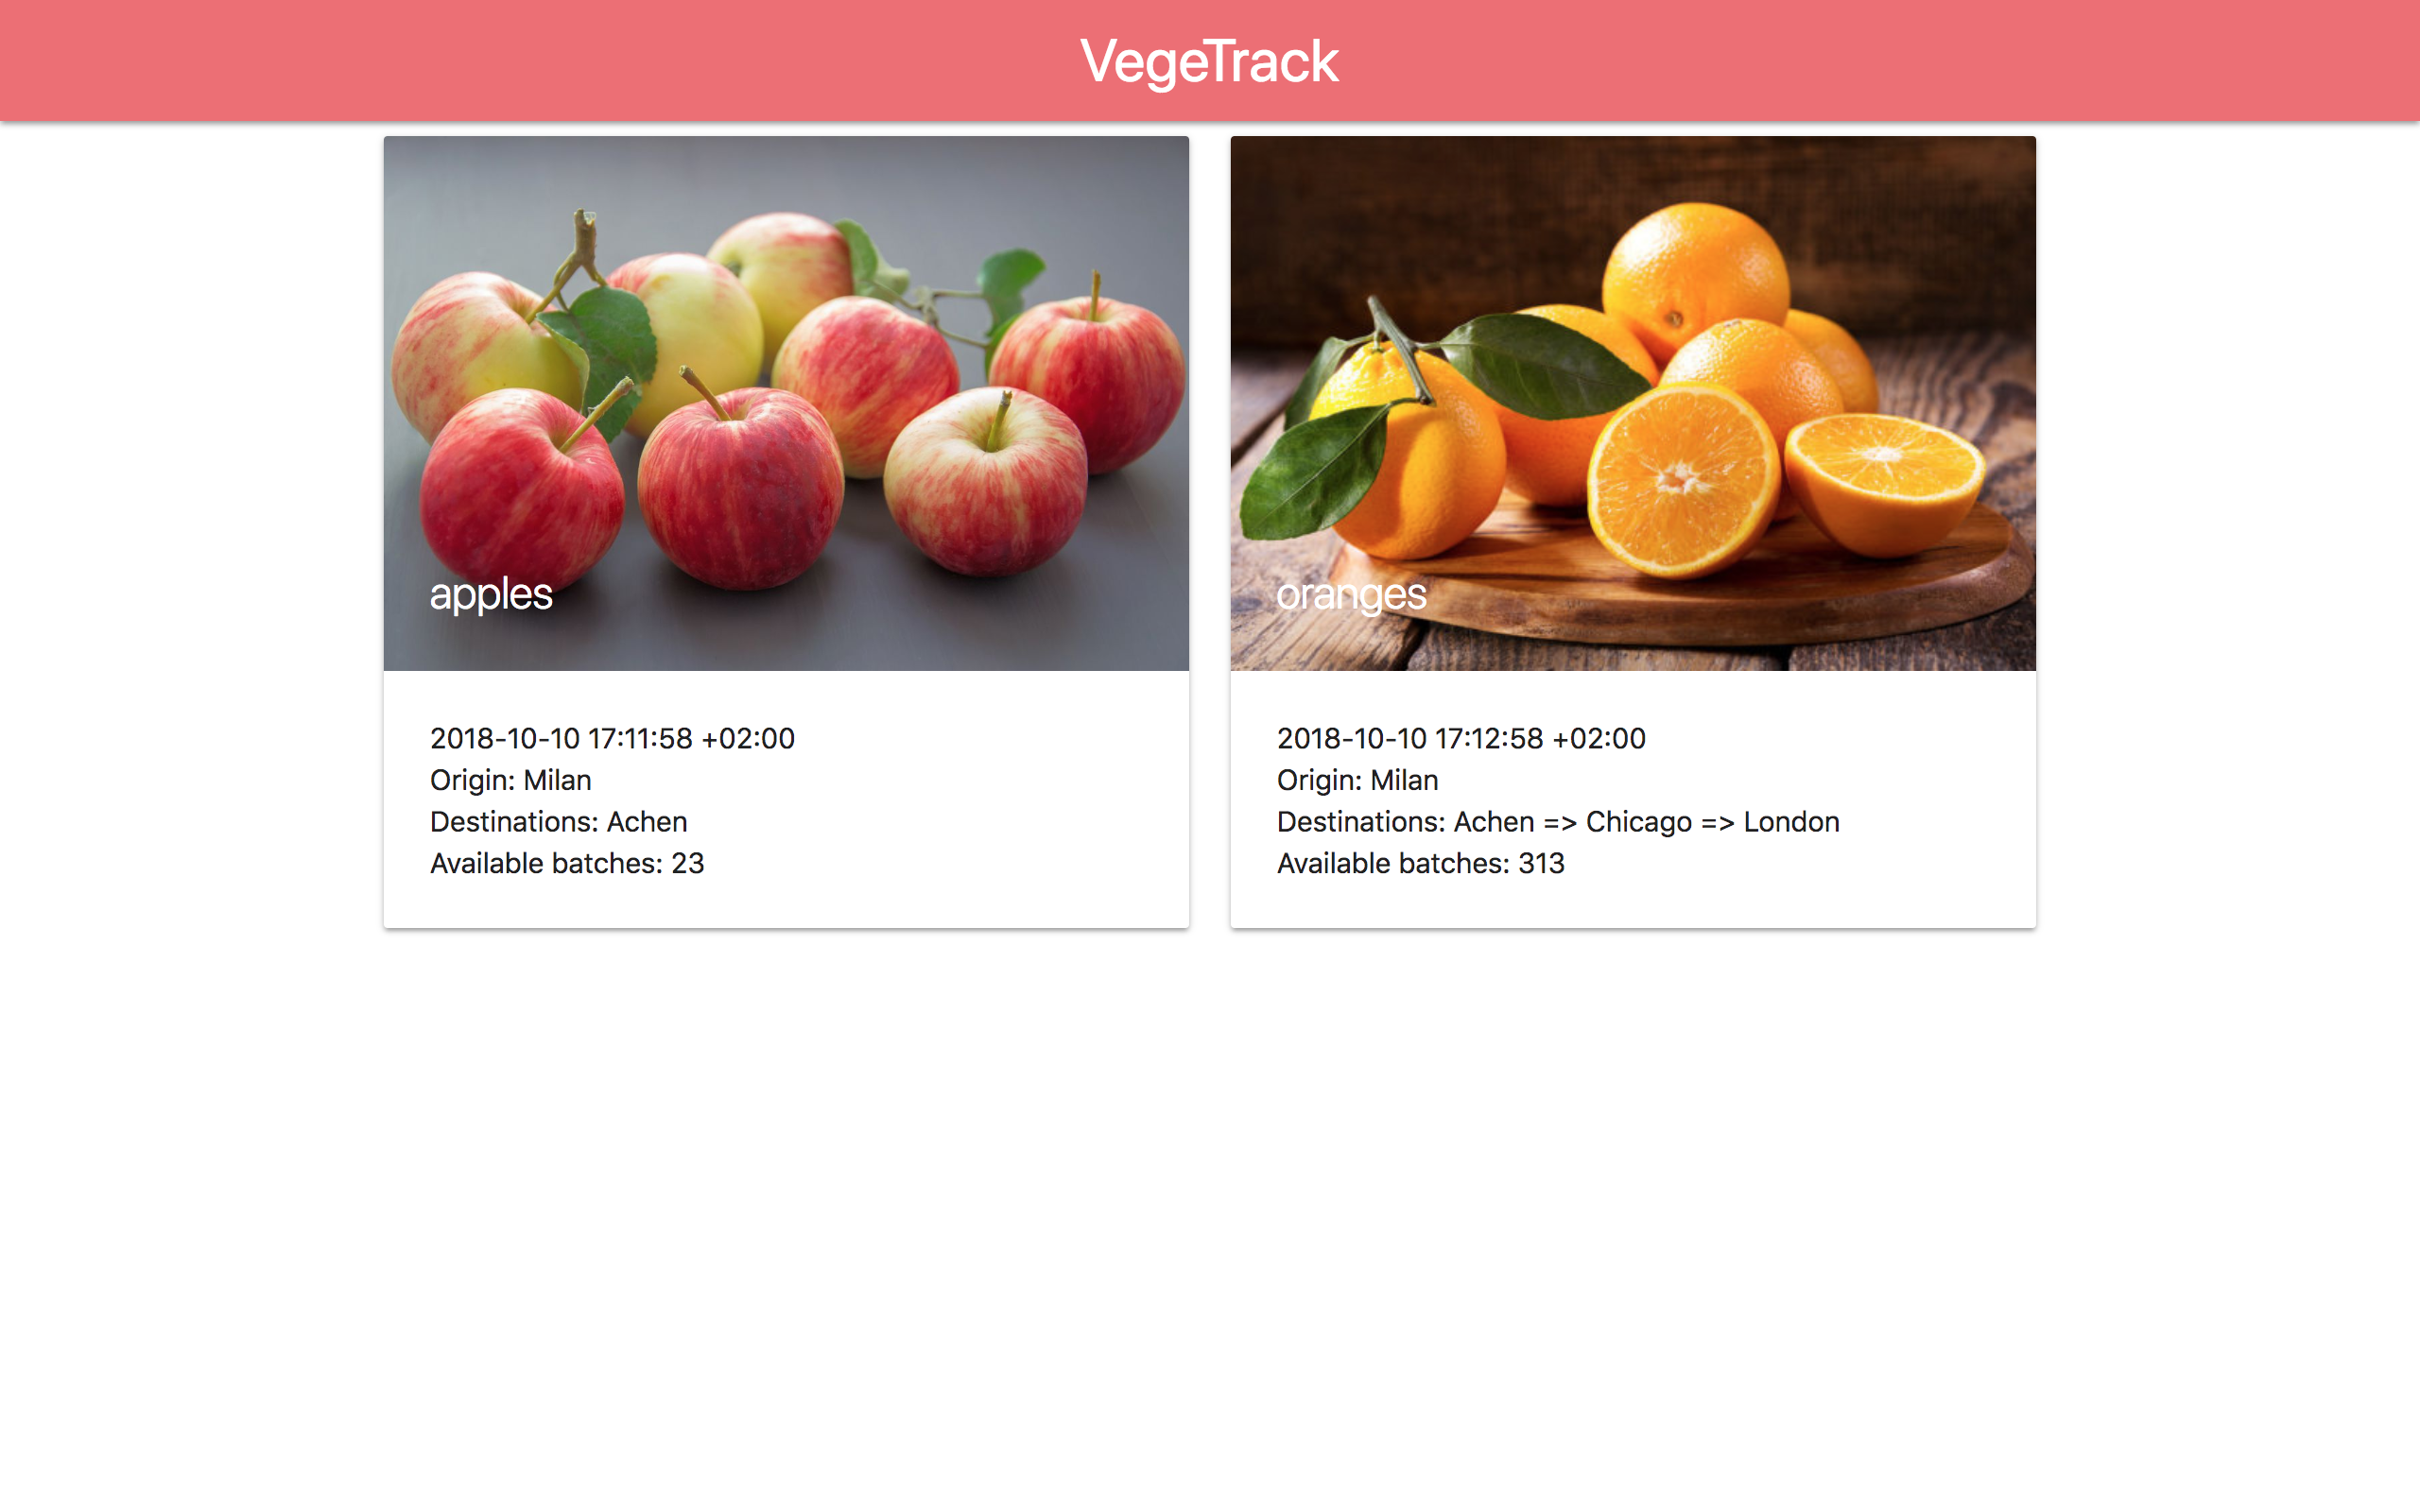 VegeTrack
apples
2018-10-10 17:11:58 +02:00
Origin: Milan
Destinations: Achen
Available batches: 23
oranges
2018-10-10 17:12:58 +02:00
Origin: Milan
Destinations: Achen => Chicago => London
Available batches: 313